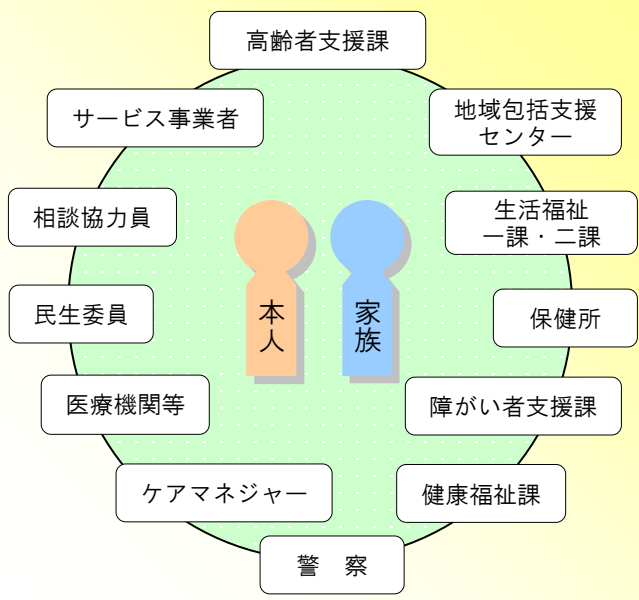 高齢者支援課
サービス事業者
地域包括支援
センター
相談協力員
生活福祉
一課・二課
本人
家族
民生委員
保健所
医療機関等
障がい者支援課
ケアマネジャー
健康福祉課
警　察